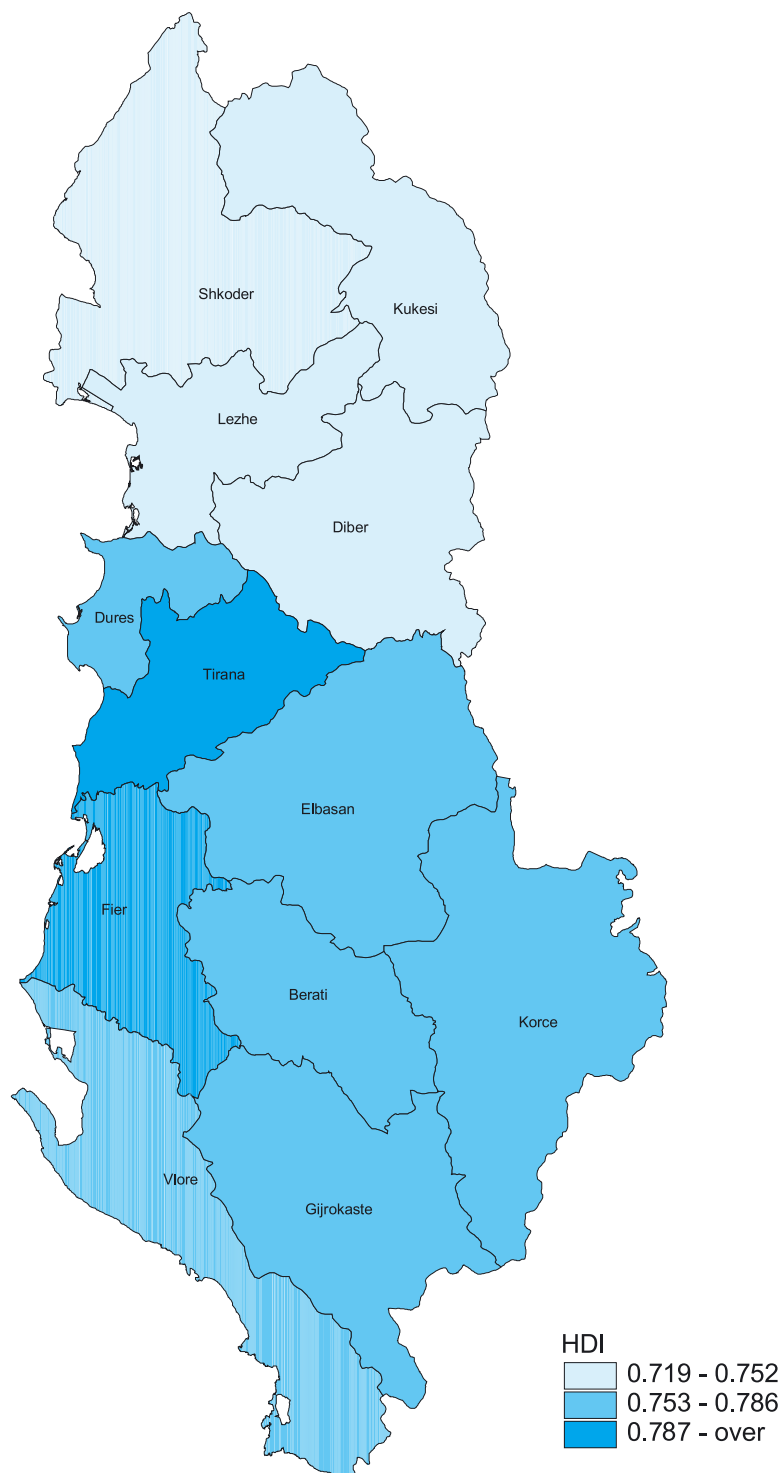 Shkoder
Kukesi
Lezhe
Diber
Dures
Tirana
Elbasan
Fier
Berati
Korce
Vlore
Gijrokaste
HDI
0.719 - 0.752
0.753 - 0.786
0.787 - over